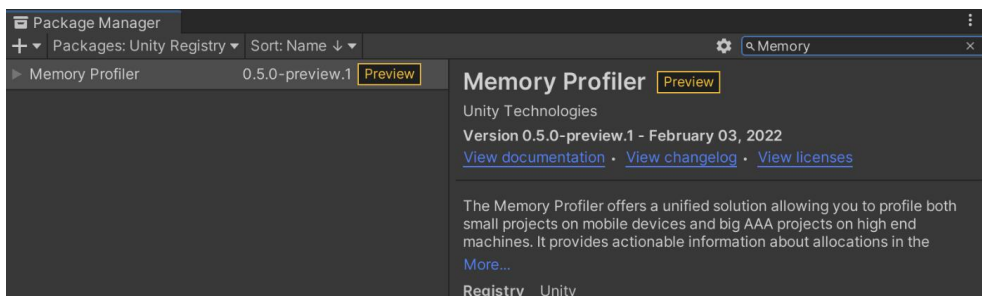 Package Manager
+ Packages: Unity Registry Sort: Name ↓ Memory
Memory Profiler 0.5.0-preview.1 Preview
Memory Profiler Preview
Unity Technologies
Version 0.5.0-preview.1 - February 03, 2022
View documentation • View changelog • View licenses
The Memory Profiler offers a unified solution allowing you to profile both
small projects on mobile devices and big AAA projects on high end
machines. It provides actionable information about allocations in the
More...
Registry Unity